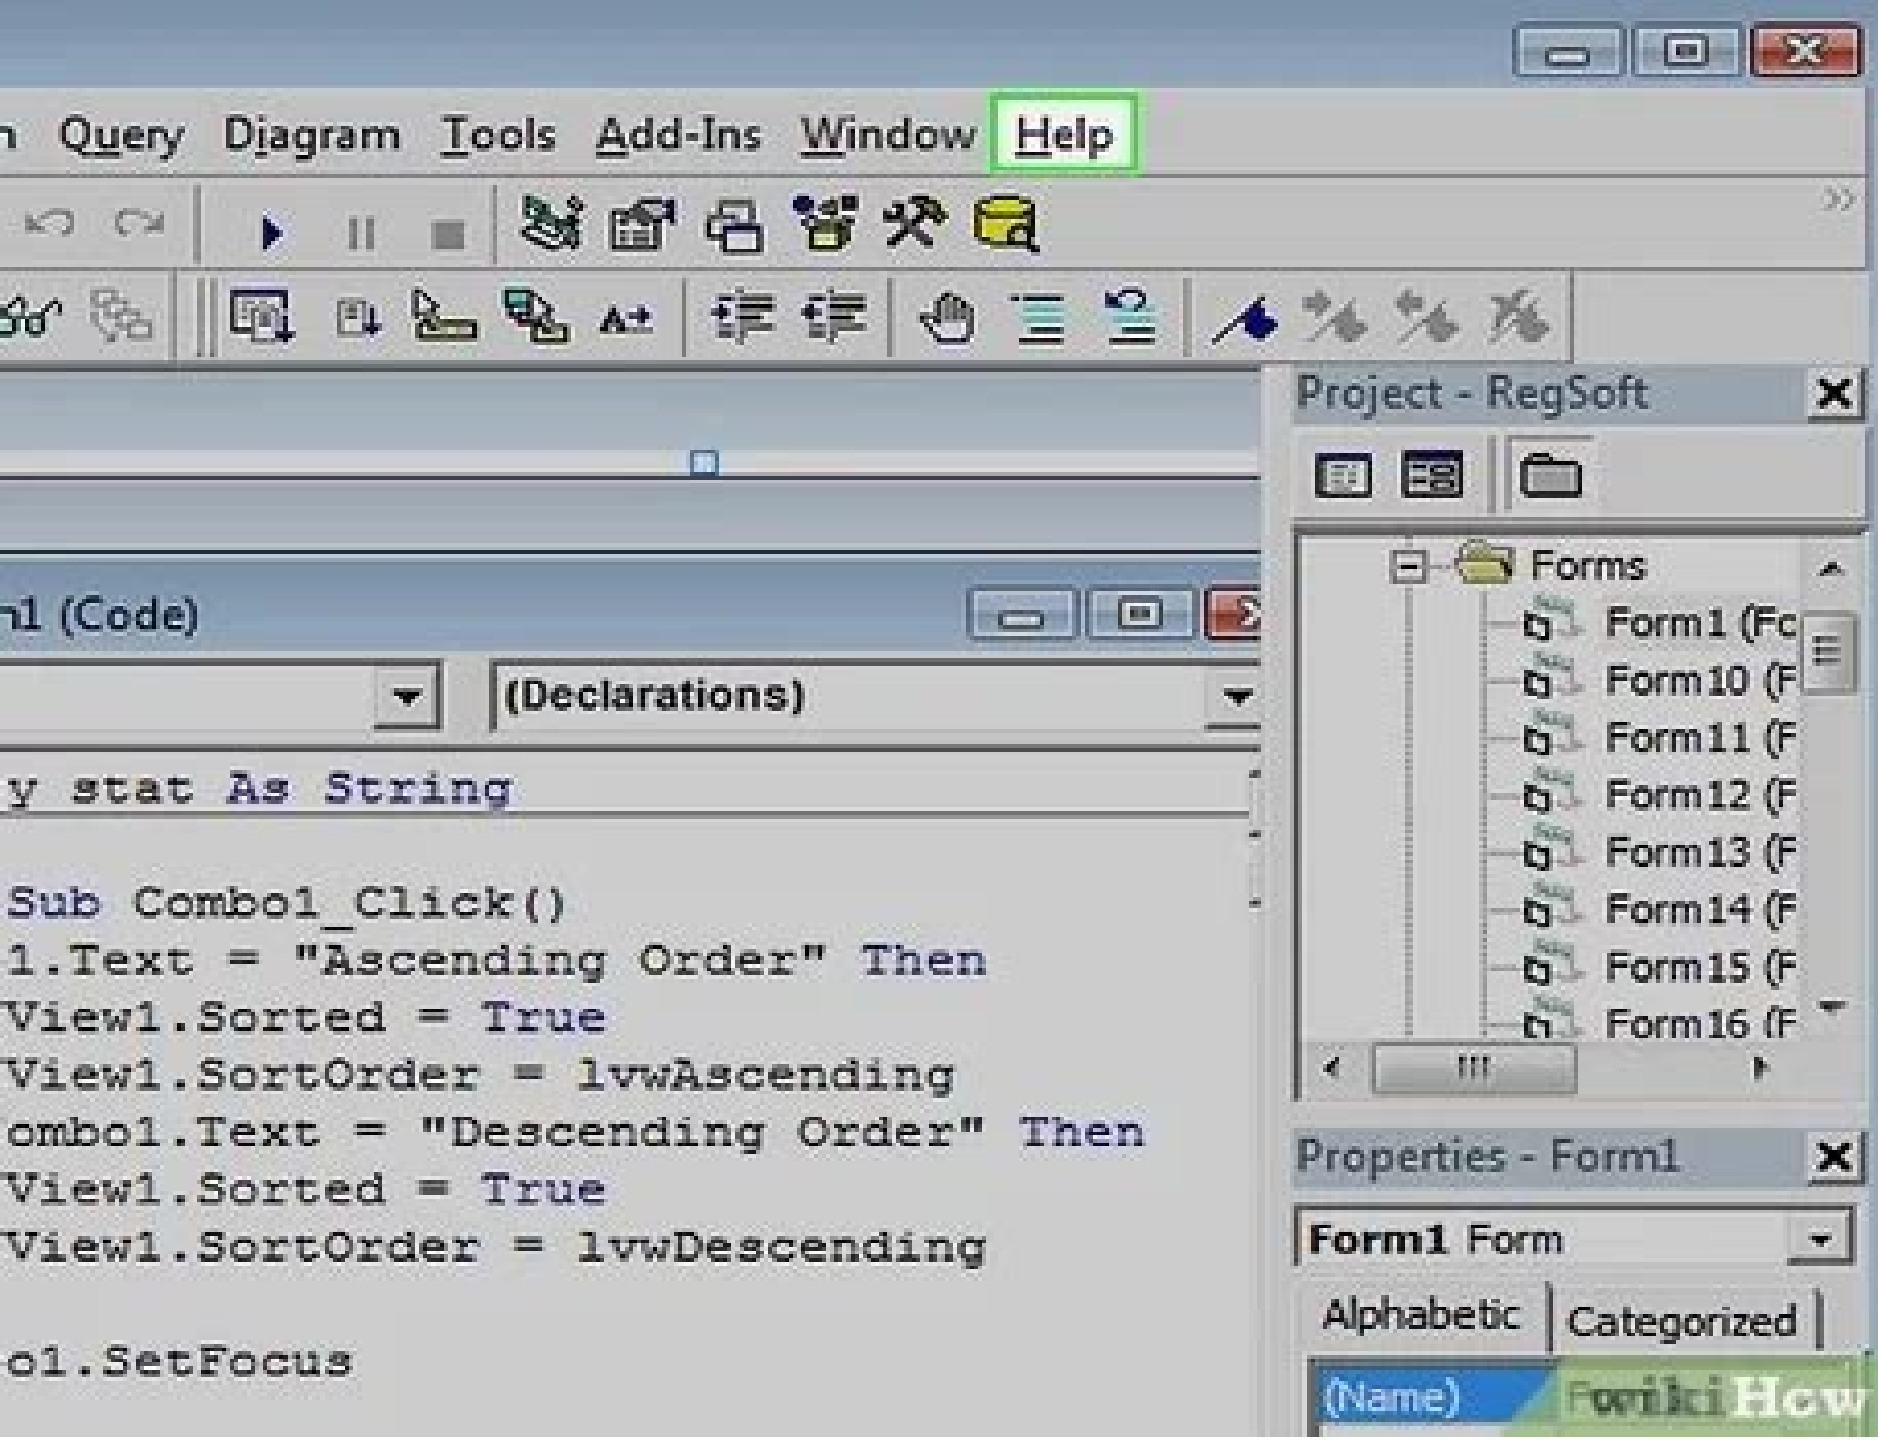 Query Diagram Tools Add-Ins Window Help
Project - RegSoft
Forms
Form1 (Fo
Form10 (F
Form11 (F
Form12 (F
Form13 (F
Form14 (F
Form15 (F
Form16 (F
(Code)
(Declarations)
y stat As String
Sub Combo1_Click()
1.Text = "Ascending Order" Then
View1.Sorted = True
View1.SortOrder = lvwAscending
ombo1.Text = "Descending Order" Then
View1.Sorted = True
View1.SortOrder = lvwDescending
o1.SetFocus
Properties - Form1
Form1 Form
Alphabetic Categorized
(Name)
wikiHow